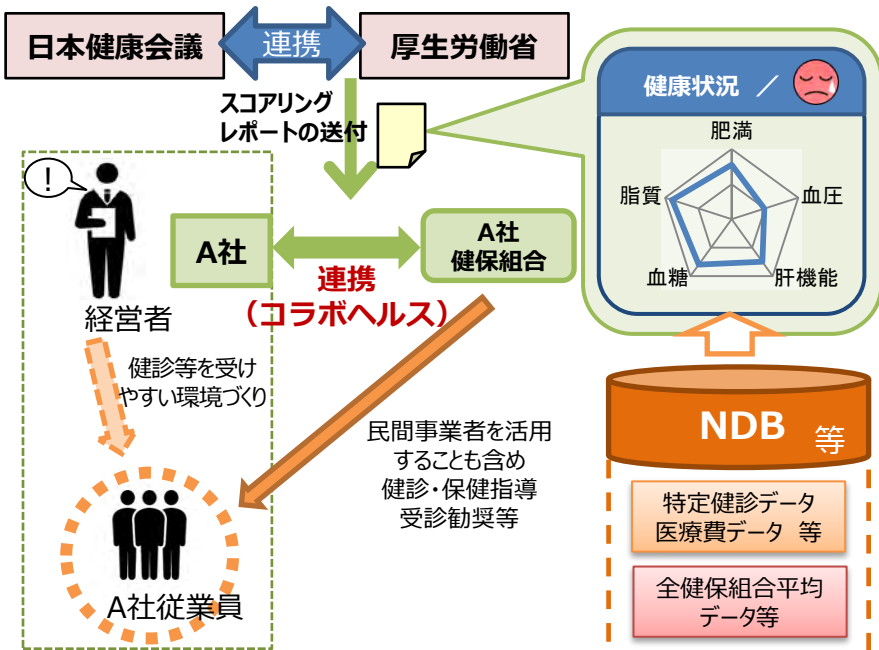 日本健康会議
連携
厚生労働省
スコアリング
レポートの送付
健康状況 ／
肥満
脂質
血圧
血糖
肝機能
!
A社
A社
健保組合
連携
（コラボヘルス）
経営者
健診等を受け
やすい環境づくり
民間事業者を活用
することも含め
健診・保健指導
受診勧奨等
A社従業員
NDB 等
特定健診データ
医療費データ 等
全健保組合平均
データ等